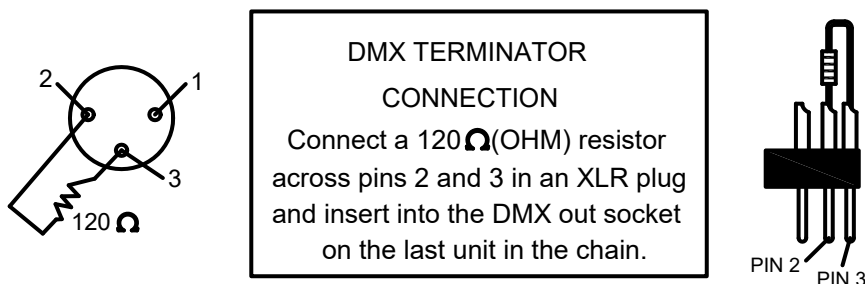 2
1
3
120 Ω
DMX TERMINATOR
CONNECTION
Connect a 120Ω(OHM) resistor
across pins 2 and 3 in an XLR plug
and insert into the DMX out socket
on the last unit in the chain.
PIN 2
PIN 3